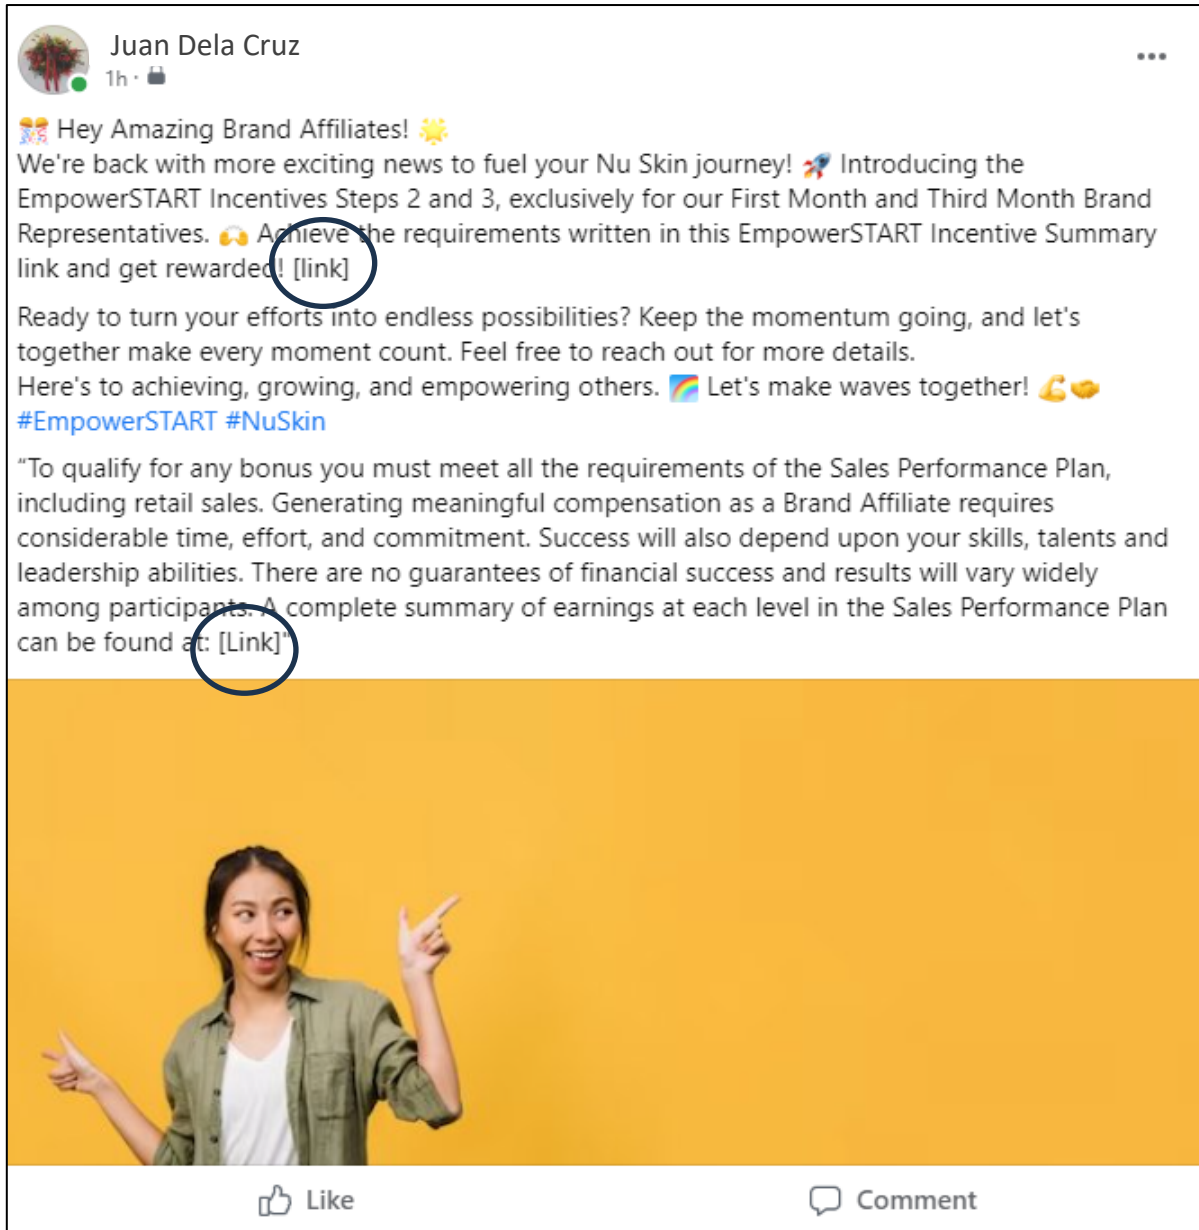 Juan Dela Cruz
1h ·
🎊 Hey Amazing Brand Affiliates! 🌟
We're back with more exciting news to fuel your Nu Skin journey! 🚀 Introducing the
EmpowerSTART Incentives Steps 2 and 3, exclusively for our First Month and Third Month Brand
Representatives. 🙌 Achieve the requirements written in this EmpowerSTART Incentive Summary
link and get rewarded! [link]
Ready to turn your efforts into endless possibilities? Keep the momentum going, and let's
together make every moment count. Feel free to reach out for more details.
Here's to achieving, growing, and empowering others. 🌈 Let's make waves together! 💪🤝
#EmpowerSTART #NuSkin
“To qualify for any bonus you must meet all the requirements of the Sales Performance Plan,
including retail sales. Generating meaningful compensation as a Brand Affiliate requires
considerable time, effort, and commitment. Success will also depend upon your skills, talents and
leadership abilities. There are no guarantees of financial success and results will vary widely
among participants. A complete summary of earnings at each level in the Sales Performance Plan
can be found at: [Link]"
Like
Comment